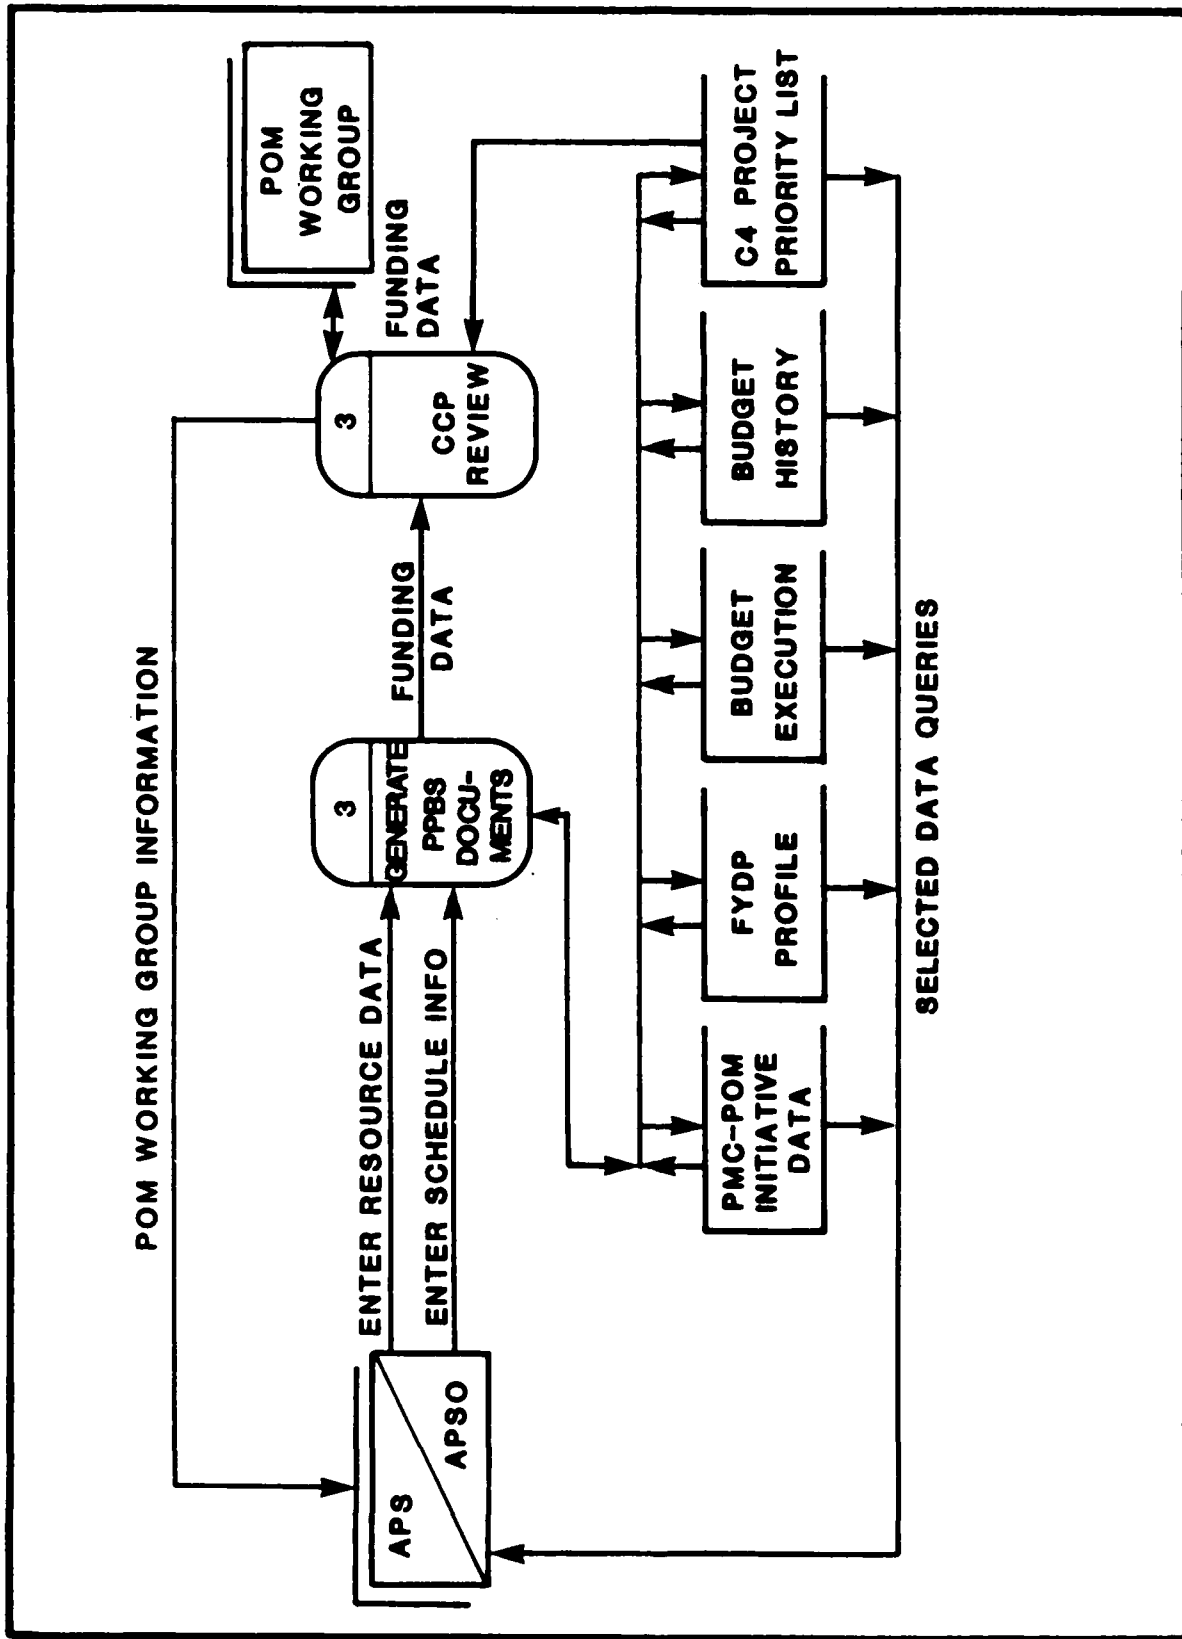 POM WORKING GROUP INFORMATION
POM
WORKING
GROUP
ENTER RESOURCE DATA
ENTER SCHEDULE INFO
APS
APSO
3
GENERATE
PPBS
DOCU-
MENTS
FUNDING
DATA
3
CCP
REVIEW
FUNDING
DATA
PMC-POM
INITIATIVE
DATA
FYDP
PROFILE
BUDGET
EXECUTION
BUDGET
HISTORY
C4 PROJECT
PRIORITY LIST
SELECTED DATA QUERIES